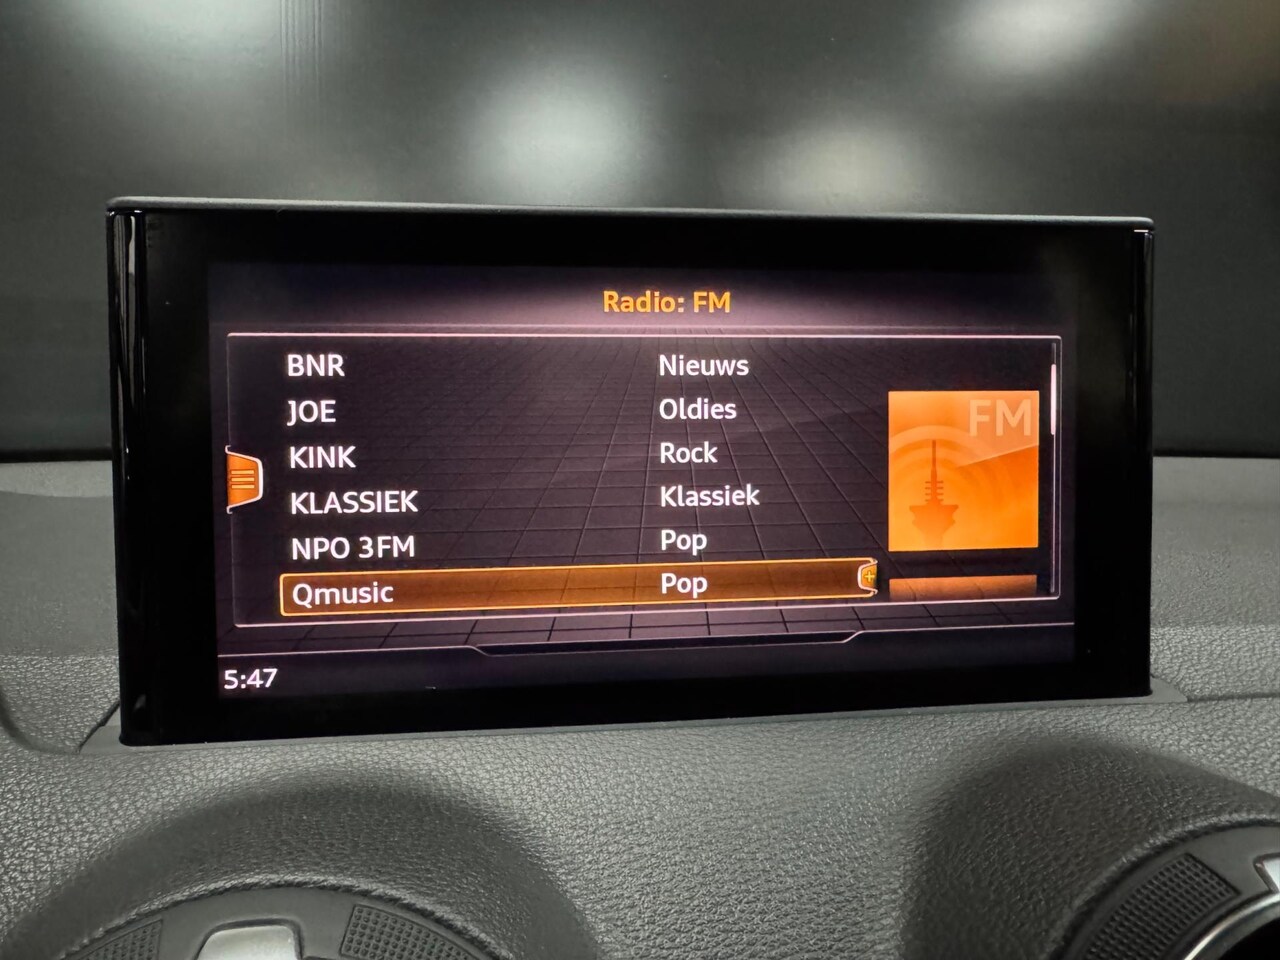 Radio: FM
BNR Nieuws
JOE Oldies
FM
KINK Rock
KLASSIEK Klassiek
NPO 3FM Pop
Qmusic Pop
5:47